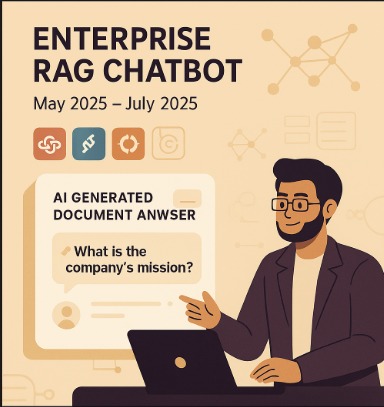 ENTERPRISE
RAG CHATBOT
May 2025 – July 2025
AI GENERATED
DOCUMENT ANWSER
What is the
company's mission?